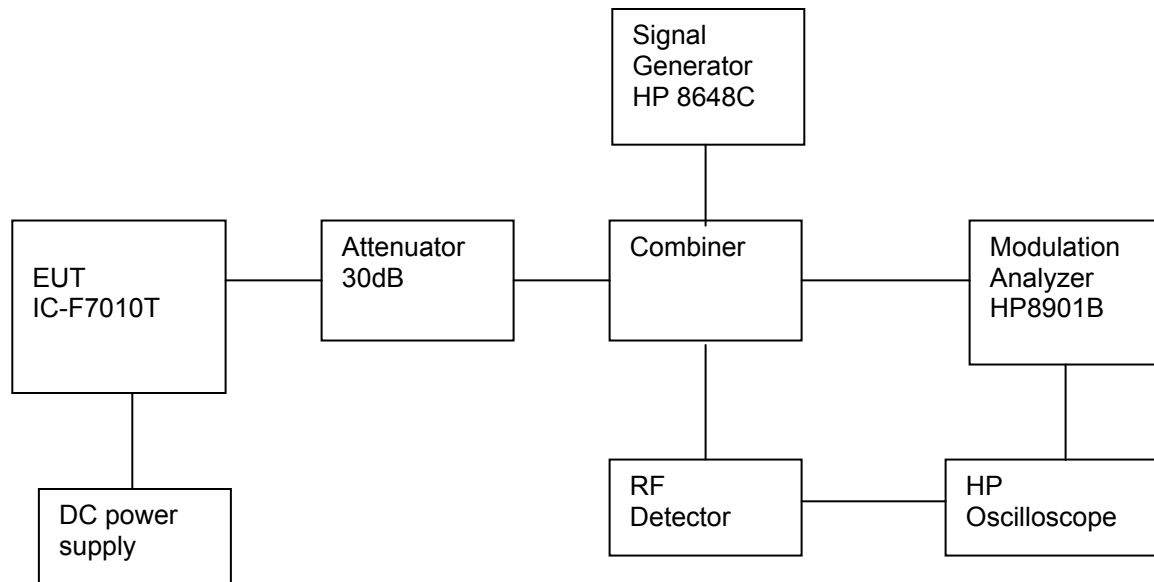 Signal
Generator
HP 8648C
EUT
IC-F7010T
Attenuator
30dB
Combiner
Modulation
Analyzer
HP8901B
DC power
supply
RF
Detector
HP
Oscilloscope